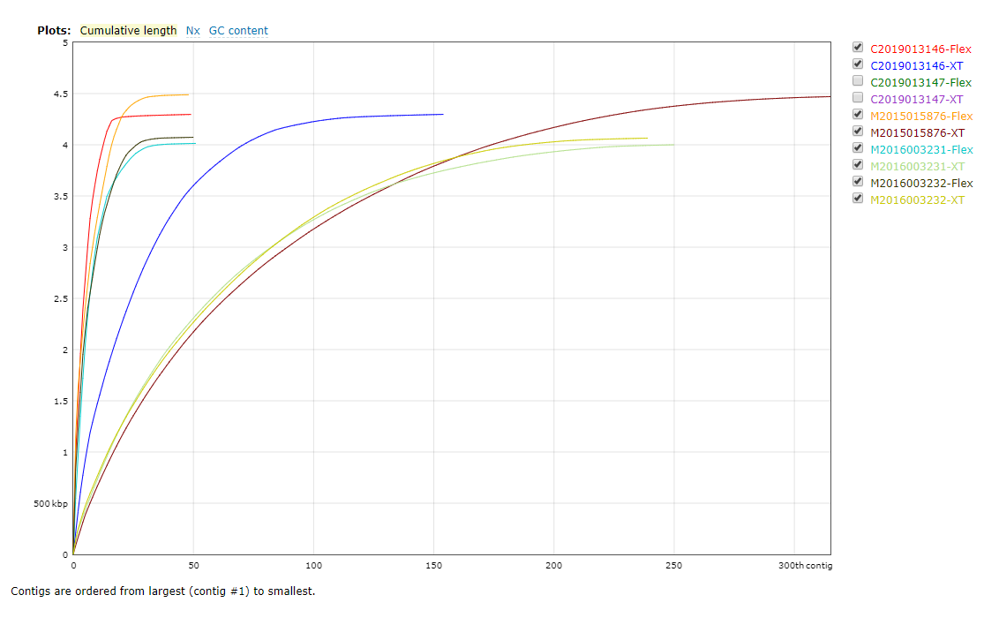 Plots: Cumulative length Nx GC content
5
4.5
4
3.5
3
2.5
2
1.5
1
500 kbp
0
0 50 100 150 200 250 300th contig
C2019013146-Flex
C2019013146-XT
C2019013147-Flex
C2019013147-XT
M2015015876-Flex
M2015015876-XT
M2016003231-Flex
M2016003231-XT
M2016003232-Flex
M2016003232-XT
Contigs are ordered from largest (contig #1) to smallest.